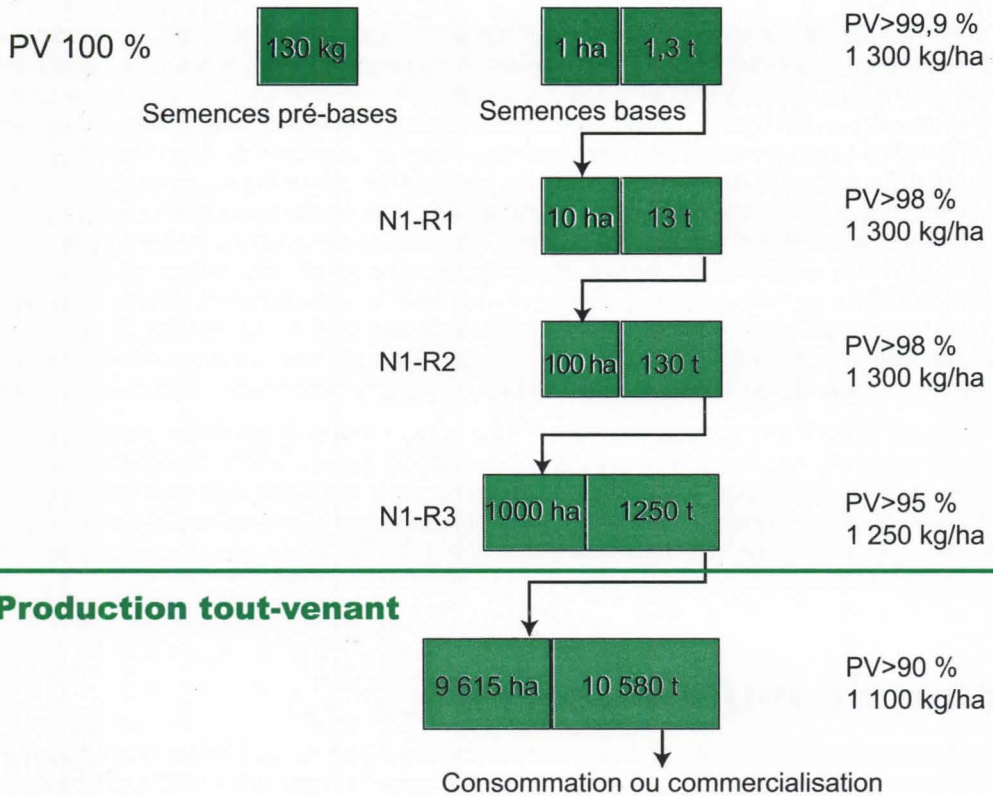 PV 100 %
130 kg
1 ha
1,3 t
PV>99,9 %
1 300 kg/ha
Semences pré-bases
Semences bases
N1-R1
10 ha
13 t
PV>98 %
1 300 kg/ha
N1-R2
100 ha
130 t
PV>98 %
1 300 kg/ha
N1-R3
1000 ha
1250 t
PV>95 %
1 250 kg/ha
Production tout-venant
9 615 ha
10 580 t
PV>90 %
1 100 kg/ha
Consommation ou commercialisation